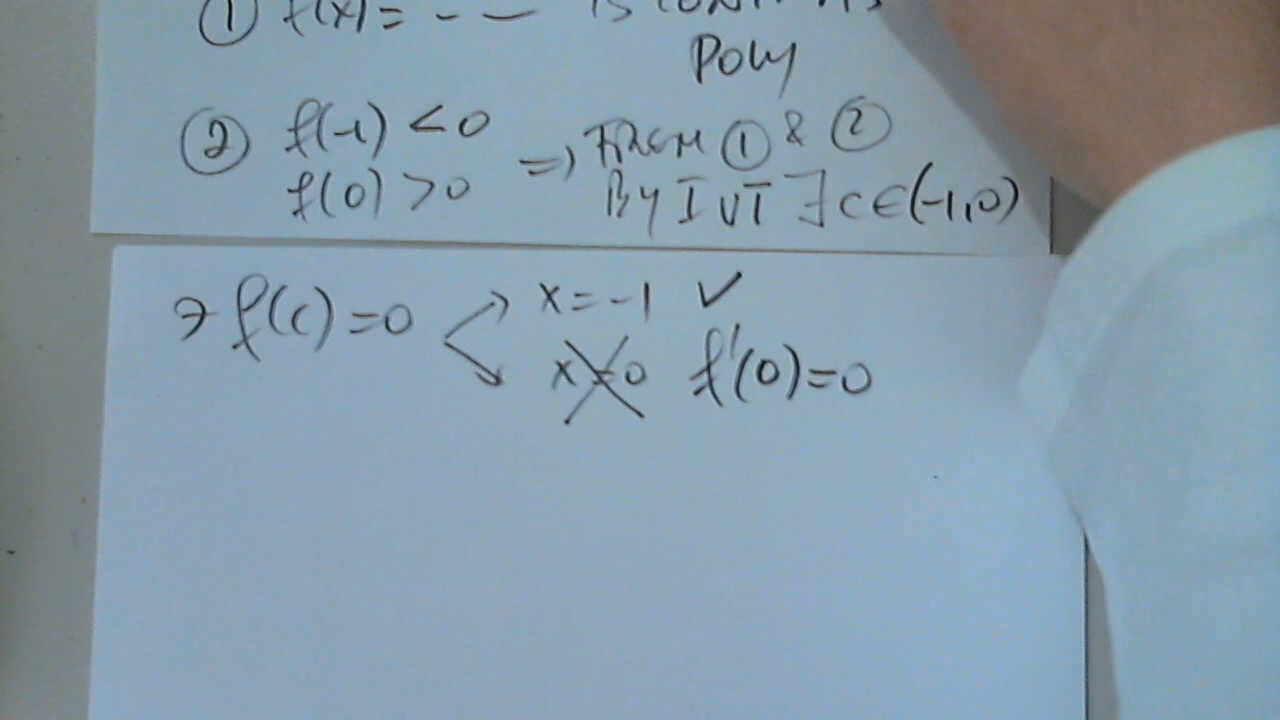 ① f(x) = - — is
Poly
② f(-1) < 0 => FROM ① & ②
f(0) > 0 By IVT ∃ c ∈ (-1,0)
∋ f(c) = 0 x = -1 ✓
x = 0 f'(0) = 0